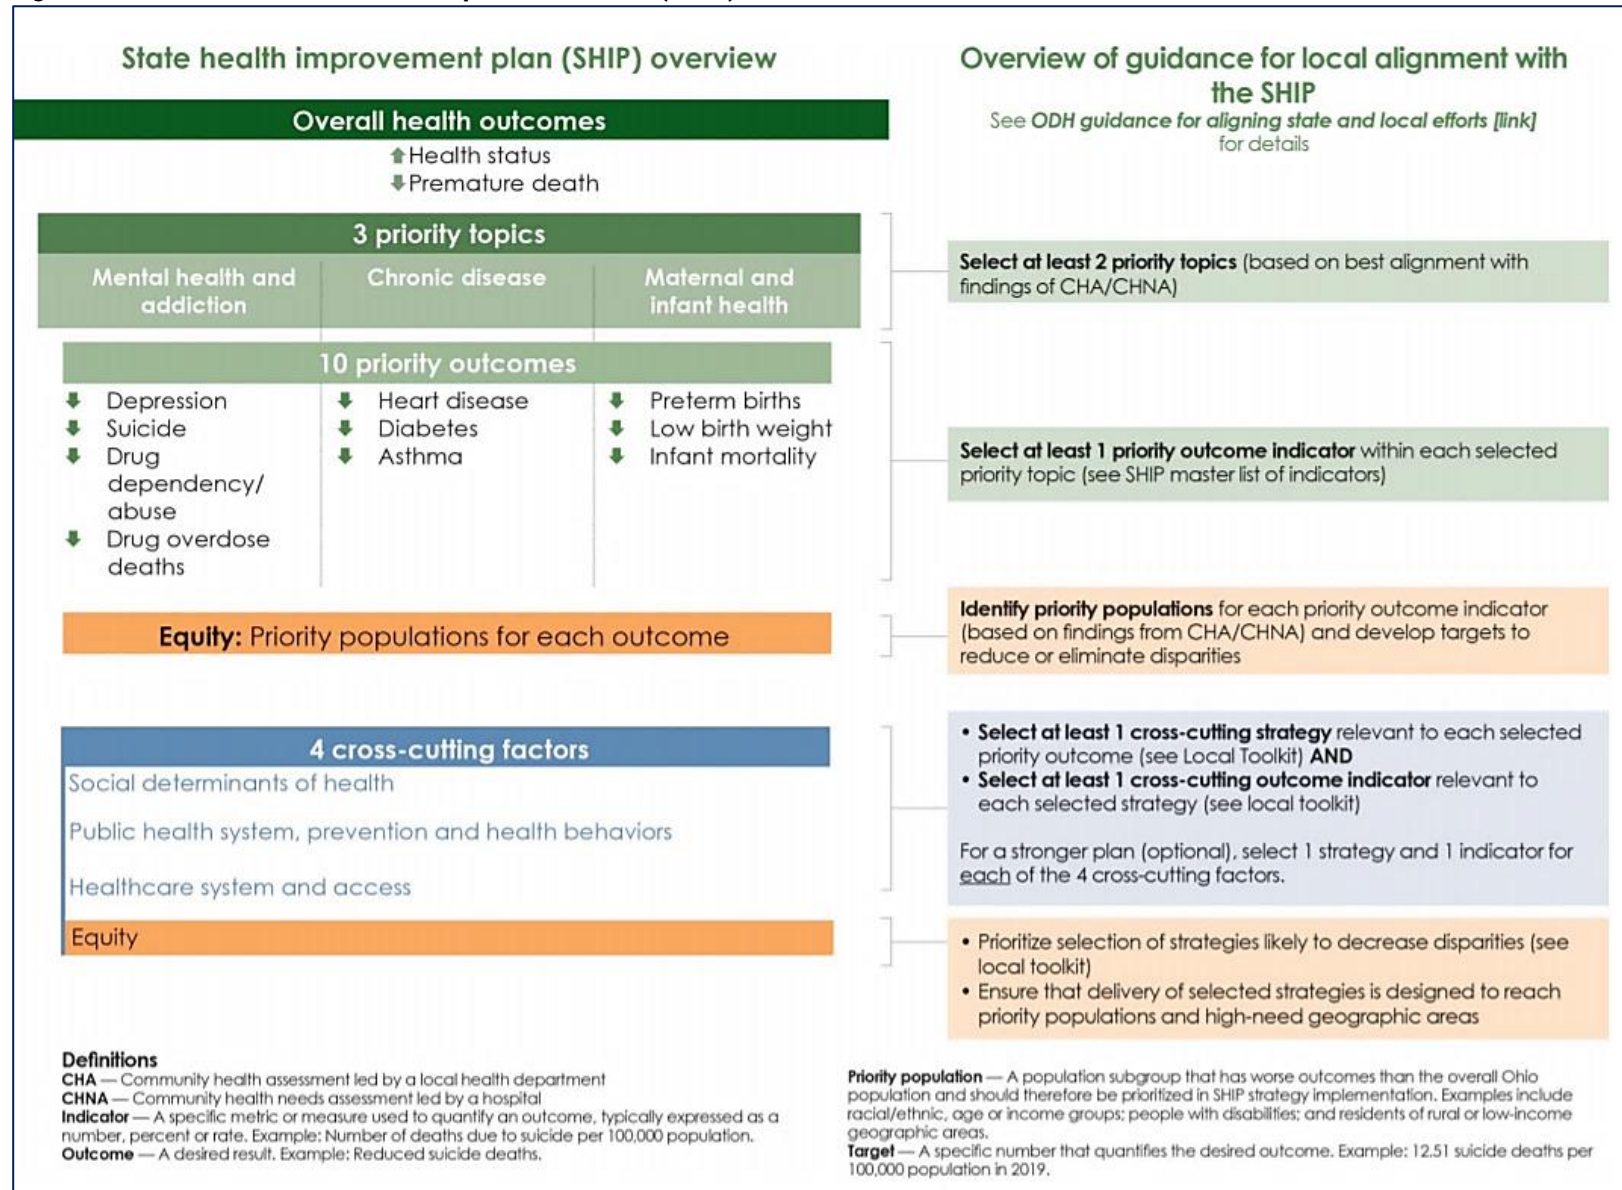 State health improvement plan (SHIP) overview
Overall health outcomes
Health status
Premature death
3 priority topics
Mental health and
addiction
Chronic disease
Maternal and
infant health
10 priority outcomes
Depression
Suicide
Drug
dependency/
abuse
Drug overdose
deaths
Heart disease
Diabetes
Asthma
Preterm births
Low birth weight
Infant mortality
Equity: Priority populations for each outcome
4 cross-cutting factors
Social determinants of health
Public health system, prevention and health behaviors
Healthcare system and access
Equity
Overview of guidance for local alignment with
the SHIP
See ODH guidance for aligning state and local efforts [link]
for details
Select at least 2 priority topics (based on best alignment with
findings of CHA/CHNA)
Select at least 1 priority outcome indicator within each selected
priority topic (see SHIP master list of indicators)
Identify priority populations for each priority outcome indicator
(based on findings from CHA/CHNA) and develop targets to
reduce or eliminate disparities
• Select at least 1 cross-cutting strategy relevant to each selected
priority outcome (see Local Toolkit) AND
• Select at least 1 cross-cutting outcome indicator relevant to
each selected strategy (see local toolkit)
For a stronger plan (optional), select 1 strategy and 1 indicator for
each of the 4 cross-cutting factors.
• Prioritize selection of strategies likely to decrease disparities (see
local toolkit)
• Ensure that delivery of selected strategies is designed to reach
priority populations and high-need geographic areas
Definitions
CHA — Community health assessment led by a local health department
CHNA — Community health needs assessment led by a hospital
Indicator — A specific metric or measure used to quantify an outcome, typically expressed as a
number, percent or rate. Example: Number of deaths due to suicide per 100,000 population.
Outcome — A desired result. Example: Reduced suicide deaths.
Priority population — A population subgroup that has worse outcomes than the overall Ohio
population and should therefore be prioritized in SHIP strategy implementation. Examples include
racial/ethnic, age or income groups; people with disabilities; and residents of rural or low-income
geographic areas.
Target — A specific number that quantifies the desired outcome. Example: 12.51 suicide deaths per
100,000 population in 2019.